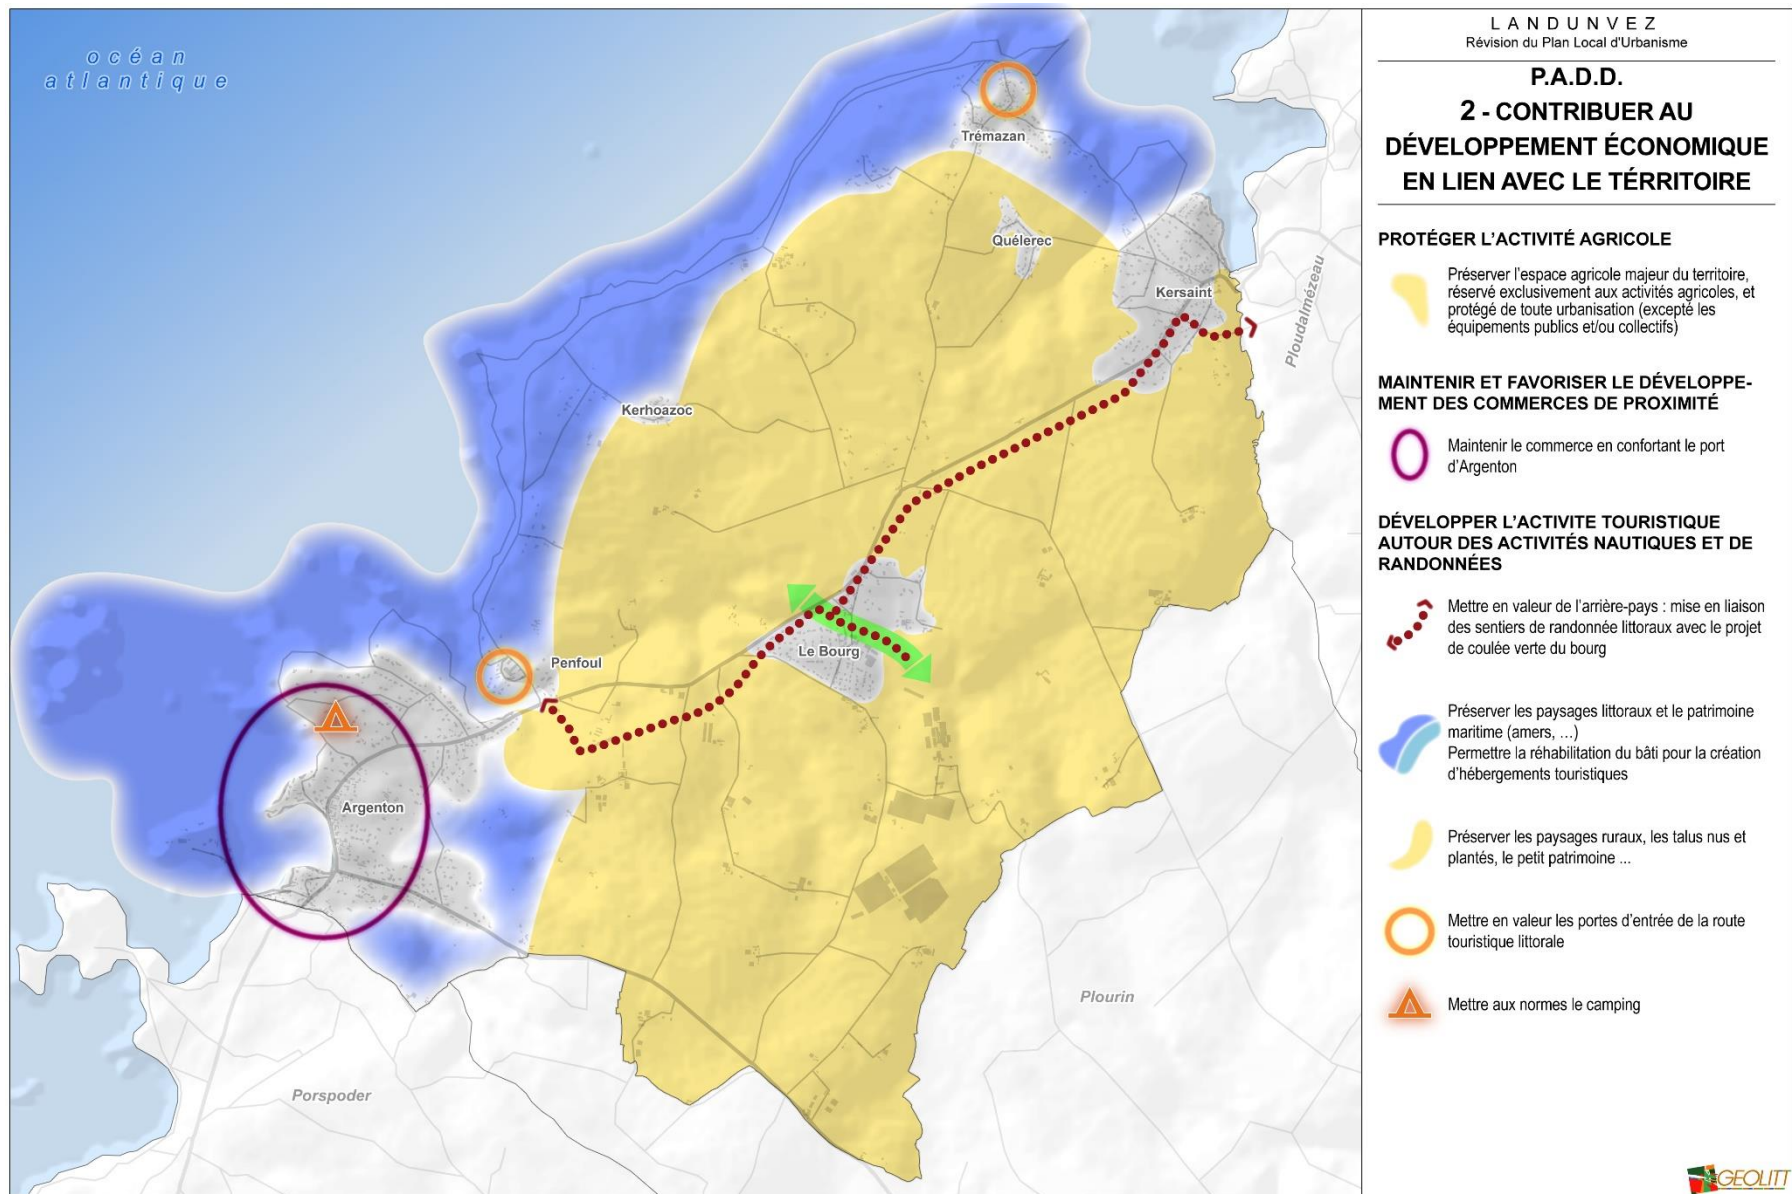 océan
atlantique
Trémazan
Quélerec
Kersaint
Ploudalmézeau
Kerhoazoc
Le Bourg
Penfoul
Argenton
Plourin
Porspoder
LANDUNVEZ
Révision du Plan Local d'Urbanisme
P.A.D.D.
2 - CONTRIBUER AU
DÉVELOPPEMENT ÉCONOMIQUE
EN LIEN AVEC LE TÉRRITOIRE
PROTÉGER L'ACTIVITÉ AGRICOLE
Préserver l'espace agricole majeur du territoire,
réservé exclusivement aux activités agricoles, et
protégé de toute urbanisation (excepté les
équipements publics et/ou collectifs)
MAINTENIR ET FAVORISER LE DÉVELOPPE-
MENT DES COMMERCES DE PROXIMITÉ
Maintenir le commerce en confortant le port
d'Argenton
DÉVELOPPER L'ACTIVITE TOURISTIQUE
AUTOUR DES ACTIVITÉS NAUTIQUES ET DE
RANDONNÉES
Mettre en valeur de l'arrière-pays : mise en liaison
des sentiers de randonnée littoraux avec le projet
de coulée verte du bourg
Préserver les paysages littoraux et le patrimoine
maritime (amers, ...)
Permettre la réhabilitation du bâti pour la création
d'hébergements touristiques
Préserver les paysages ruraux, les talus nus et
plantés, le petit patrimoine ...
Mettre en valeur les portes d'entrée de la route
touristique littorale
Mettre aux normes le camping
GEOLITT